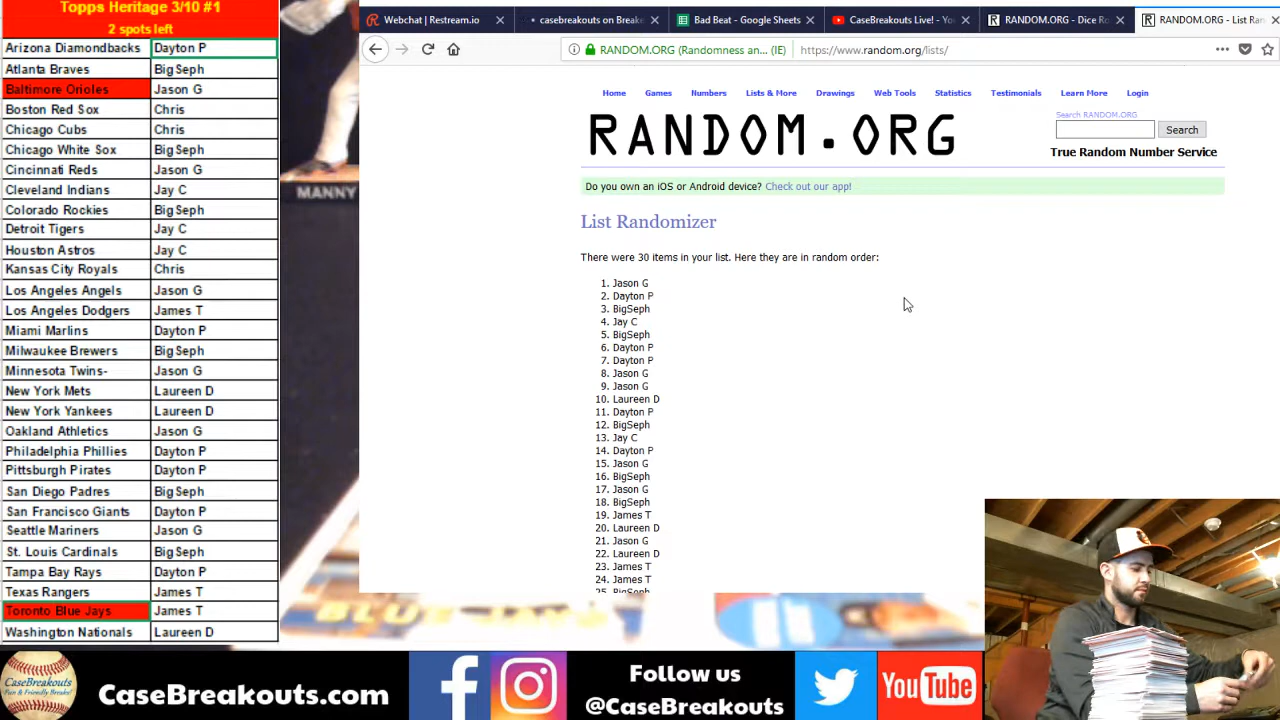 Topps Heritage 3/10 #1
2 spots left
Arizona Diamondbacks Dayton P
Atlanta Braves BigSeph
Baltimore Orioles Jason G
Boston Red Sox Chris
Chicago Cubs Chris
Chicago White Sox BigSeph
Cincinnati Reds Jason G
Cleveland Indians Jay C
Colorado Rockies BigSeph
Detroit Tigers Jay C
Houston Astros Jay C
Kansas City Royals Chris
Los Angeles Angels Jason G
Los Angeles Dodgers James T
Miami Marlins Dayton P
Milwaukee Brewers BigSeph
Minnesota Twins- Jason G
New York Mets Laureen D
New York Yankees Laureen D
Oakland Athletics Jason G
Philadelphia Phillies Dayton P
Pittsburgh Pirates Dayton P
San Diego Padres BigSeph
San Francisco Giants Dayton P
Seattle Mariners Jason G
St. Louis Cardinals BigSeph
Tampa Bay Rays Dayton P
Texas Rangers James T
Toronto Blue Jays James T
Washington Nationals Laureen D
MANNY
Webchat | Restream.io
casebreakouts on Break
Bad Beat - Google Sheets
CaseBreakouts Live! - Yo
RANDOM.ORG - Dice Ro
RANDOM.ORG - List Ran
RANDOM.ORG (Randomness an... (IE)
https://www.random.org/lists/
Home Games Numbers Lists & More Drawings Web Tools Statistics Testimonials Learn More Login
RANDOM.ORG
Search RANDOM.ORG
Search
True Random Number Service
Do you own an iOS or Android device? Check out our app!
List Randomizer
There were 30 items in your list. Here they are in random order:
1. Jason G
2. Dayton P
3. BigSeph
4. Jay C
5. BigSeph
6. Dayton P
7. Dayton P
8. Jason G
9. Jason G
10. Laureen D
11. Dayton P
12. BigSeph
13. Jay C
14. Dayton P
15. Jason G
16. BigSeph
17. Jason G
18. BigSeph
19. James T
20. Laureen D
21. Jason G
22. Laureen D
23. James T
24. James T
25. BigSeph
CaseBreakouts
Fun & Friendly Breaks!
CaseBreakouts.com
Follow us
@CaseBreakouts
YouTube